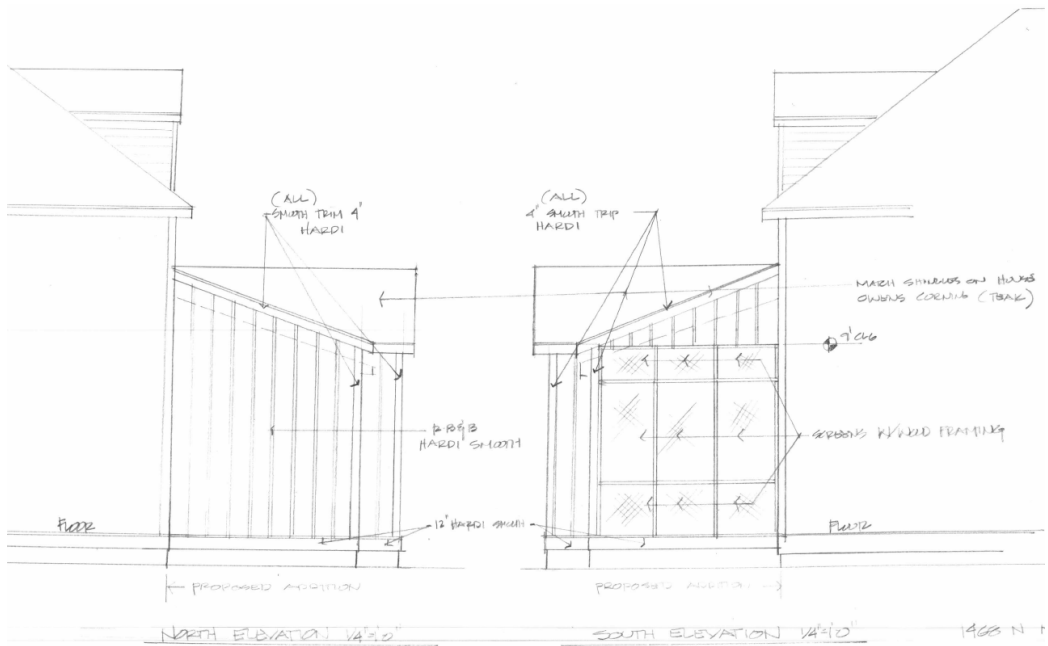 (ALL)
SMOOTH TRIM 4"
HARDI
(ALL)
4" SMOOTH TRIP
HARDI
MATCH SHINGLES ON HOUSE
OWENS CORNING (TEAK)
9' CLG
12 B&B
HARDI SMOOTH
SCREENS W/WOOD FRAMING
FLOOR
12" HARDI SMOOTH
FLOOR
PROPOSED ADDITION
PROPOSED ADDITION
NORTH ELEVATION 1/4"=1'0"
SOUTH ELEVATION 1/4"=1'0"
1468 N